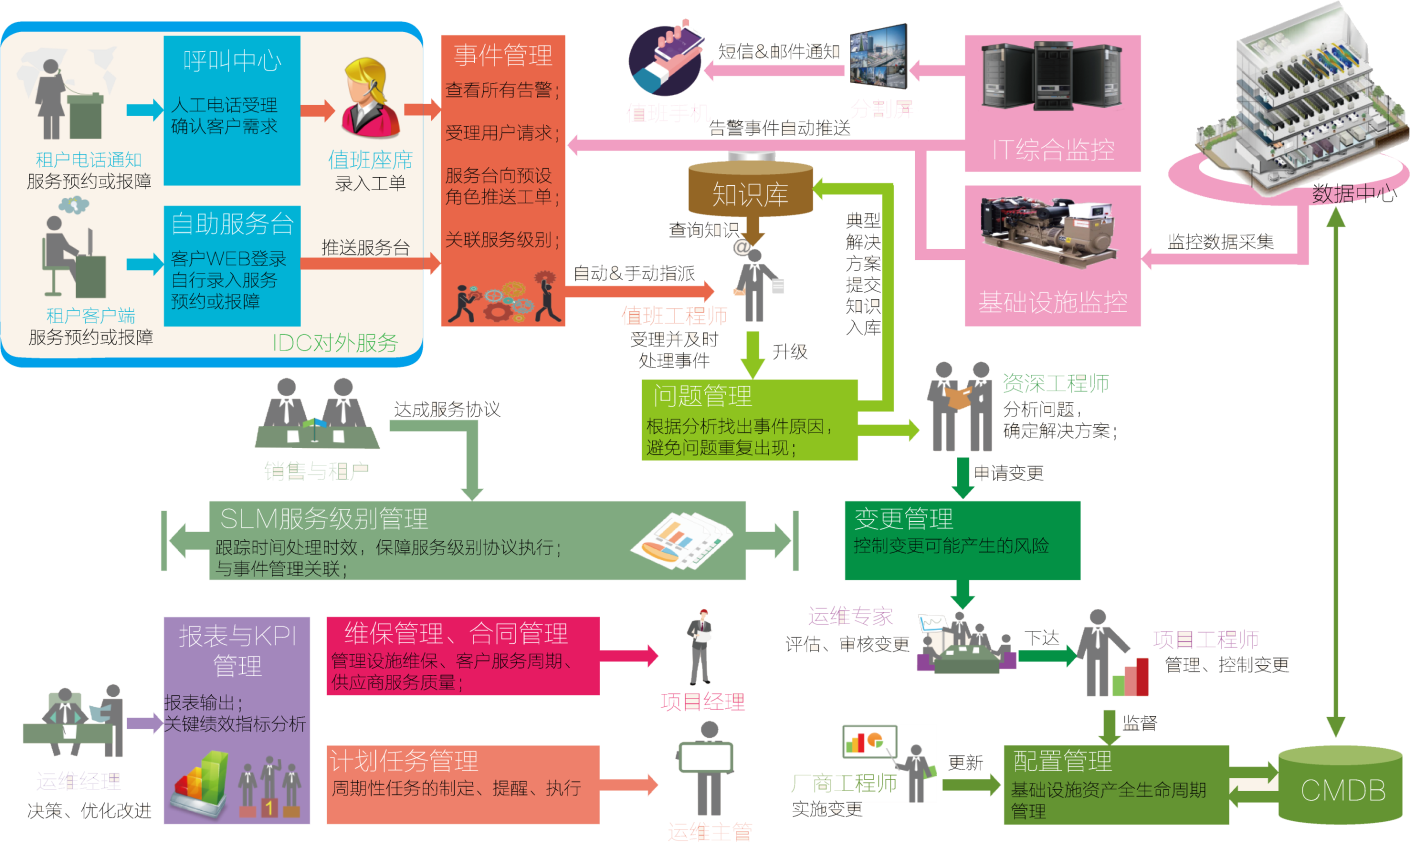 呼叫中心
人工电话受理
确认客户需求
租户电话通知
服务预约或报障
值班座席
录入工单
自助服务台
客户WEB登录
自行录入服务
预约或报障
推送服务台
租户客户端
服务预约或报障
IDC对外服务
事件管理
查看所有告警；
受理用户请求；
服务台向预设
角色推送工单；
关联服务级别；
值班手机
短信&邮件通知
分割屏
告警事件自动推送
IT综合监控
基础设施监控
数据中心
监控数据采集
知识库
查询知识
@
自动&手动指派
值班工程师
受理并及时
处理事件
升级
典型
解决
方案
提交
知识
入库
问题管理
根据分析找出事件原因，
避免问题重复出现；
资深工程师
分析问题，
确定解决方案；
申请变更
销售与租户
达成服务协议
SLM服务级别管理
跟踪时间处理时效，保障服务级别协议执行；
与事件管理关联；
变更管理
控制变更可能产生的风险
运维专家
评估、审核变更
下达
项目工程师
管理、控制变更
监督
报表与KPI
管理
报表输出；
关键绩效指标分析
1
运维经理
决策、优化改进
维保管理、合同管理
管理设施维保、客户服务周期、
供应商服务质量；
项目经理
计划任务管理
周期性任务的制定、提醒、执行
运维主管
厂商工程师
实施变更
更新
配置管理
基础设施资产全生命周期
管理
CMDB